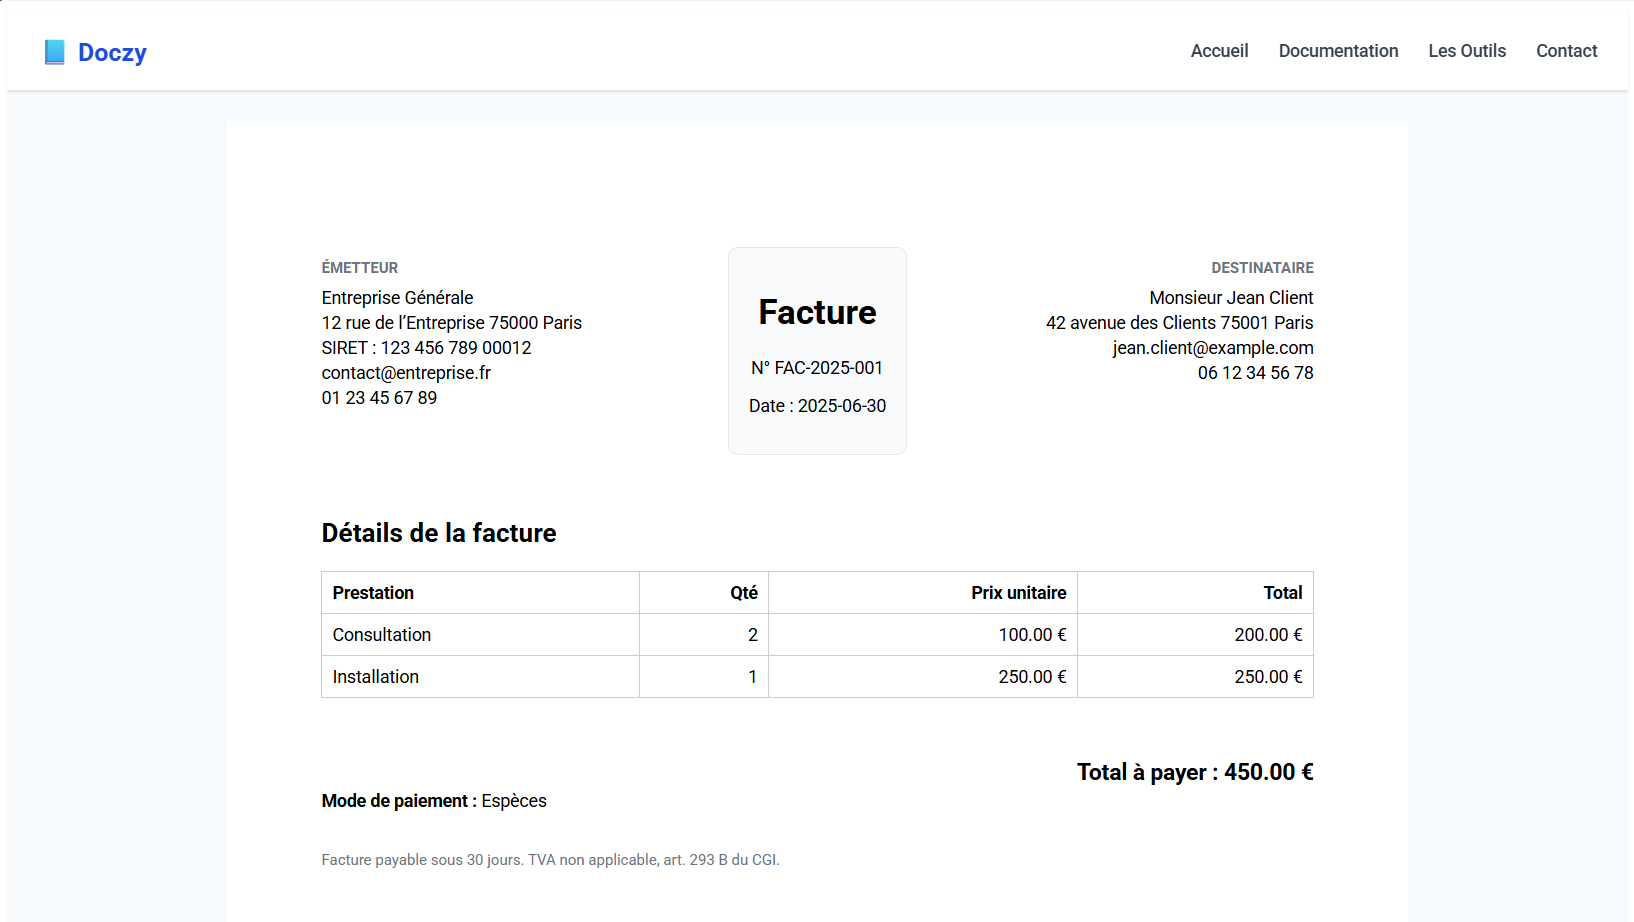 Doczy
Accueil Documentation Les Outils Contact
ÉMETTEUR
Entreprise Générale
12 rue de l’Entreprise 75000 Paris
SIRET : 123 456 789 00012
contact@entreprise.fr
01 23 45 67 89
Facture
N° FAC-2025-001
Date : 2025-06-30
DESTINATAIRE
Monsieur Jean Client
42 avenue des Clients 75001 Paris
jean.client@example.com
06 12 34 56 78
Détails de la facture
Prestation Qté Prix unitaire Total
Consultation 2 100.00 € 200.00 €
Installation 1 250.00 € 250.00 €
Total à payer : 450.00 €
Mode de paiement : Espèces
Facture payable sous 30 jours. TVA non applicable, art. 293 B du CGI.